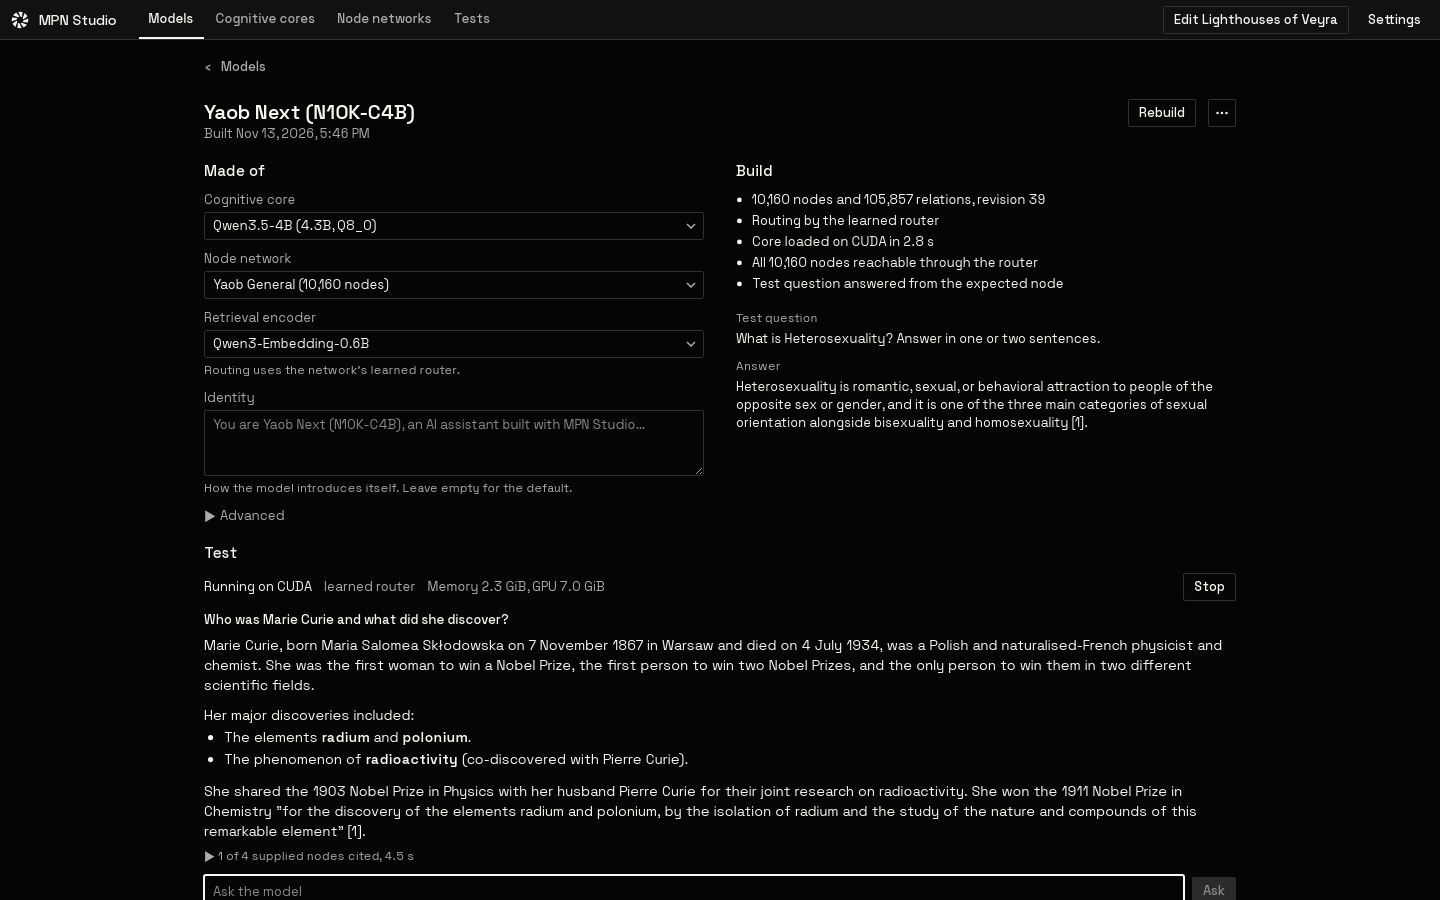 MPN Studio
Models
Cognitive cores
Node networks
Tests
Edit Lighthouses of Veyra
Settings
< Models
Yaob Next (N10K-C4B)
Built Nov 13, 2026, 5:46 PM
Rebuild
...
Made of
Cognitive core
Qwen3.5-4B (4.3B, Q8_0)
Node network
Yaob General (10,160 nodes)
Retrieval encoder
Qwen3-Embedding-0.6B
Routing uses the network's learned router.
Identity
You are Yaob Next (N10K-C4B), an AI assistant built with MPN Studio...
How the model introduces itself. Leave empty for the default.
▶ Advanced
Build
• 10,160 nodes and 105,857 relations, revision 39
• Routing by the learned router
• Core loaded on CUDA in 2.8 s
• All 10,160 nodes reachable through the router
• Test question answered from the expected node
Test question
What is Heterosexuality? Answer in one or two sentences.
Answer
Heterosexuality is romantic, sexual, or behavioral attraction to people of the
opposite sex or gender, and it is one of the three main categories of sexual
orientation alongside bisexuality and homosexuality [1].
Test
Running on CUDA learned router Memory 2.3 GiB, GPU 7.0 GiB
Stop
Who was Marie Curie and what did she discover?
Marie Curie, born Maria Salomea Skłodowska on 7 November 1867 in Warsaw and died on 4 July 1934, was a Polish and naturalised-French physicist and
chemist. She was the first woman to win a Nobel Prize, the first person to win two Nobel Prizes, and the only person to win them in two different
scientific fields.
Her major discoveries included:
• The elements radium and polonium.
• The phenomenon of radioactivity (co-discovered with Pierre Curie).
She shared the 1903 Nobel Prize in Physics with her husband Pierre Curie for their joint research on radioactivity. She won the 1911 Nobel Prize in
Chemistry "for the discovery of the elements radium and polonium, by the isolation of radium and the study of the nature and compounds of this
remarkable element" [1].
▶ 1 of 4 supplied nodes cited, 4.5 s
Ask the model
Ask